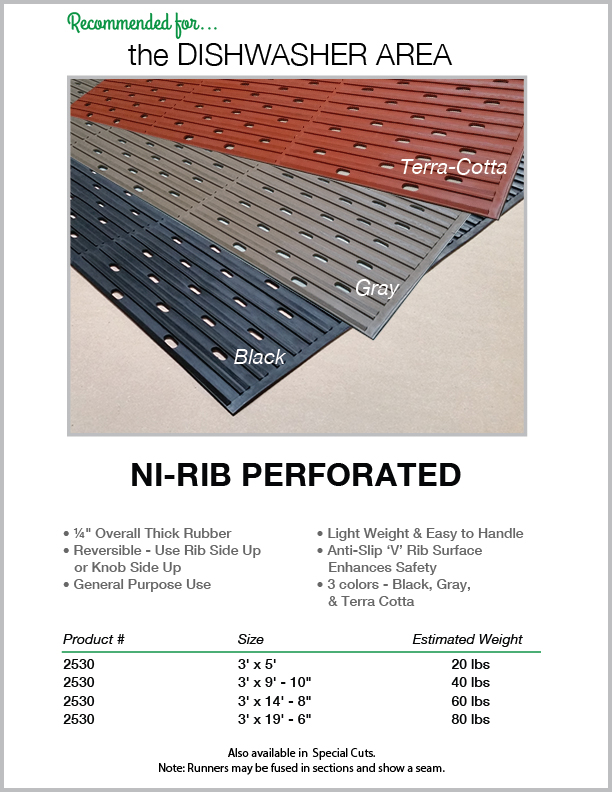 Recommended for...
the DISHWASHER AREA
Terra-Cotta
Gray
Black
NI-RIB PERFORATED
• ¼" Overall Thick Rubber
• Reversible - Use Rib Side Up
or Knob Side Up
• General Purpose Use
• Light Weight & Easy to Handle
• Anti-Slip ‘V’ Rib Surface
Enhances Safety
• 3 colors - Black, Gray,
& Terra Cotta
Product # Size Estimated Weight
2530 3' x 5' 20 lbs
2530 3' x 9' - 10" 40 lbs
2530 3' x 14' - 8" 60 lbs
2530 3' x 19' - 6" 80 lbs
Also available in Special Cuts.
Note: Runners may be fused in sections and show a seam.